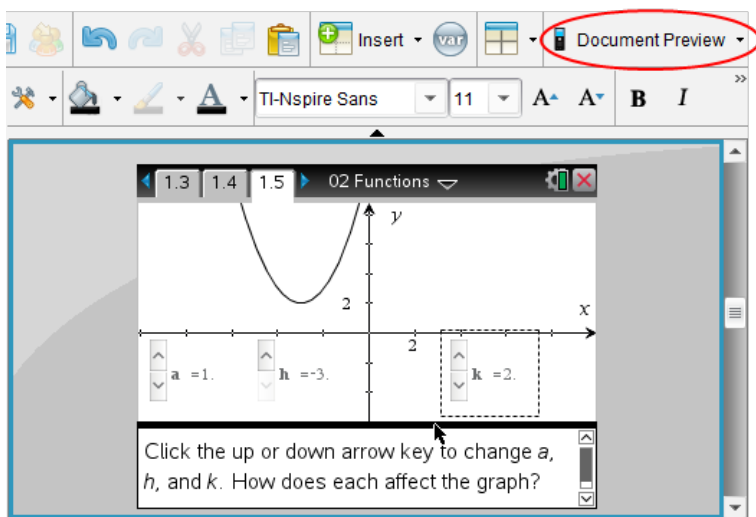 Insert var Document Preview
TI-Nspire Sans 11 A A B I
»
1.3 1.4 1.5 02 Functions
y
2
x
2
a =1. h =-3. k =2.
Click the up or down arrow key to change a,
h, and k. How does each affect the graph?